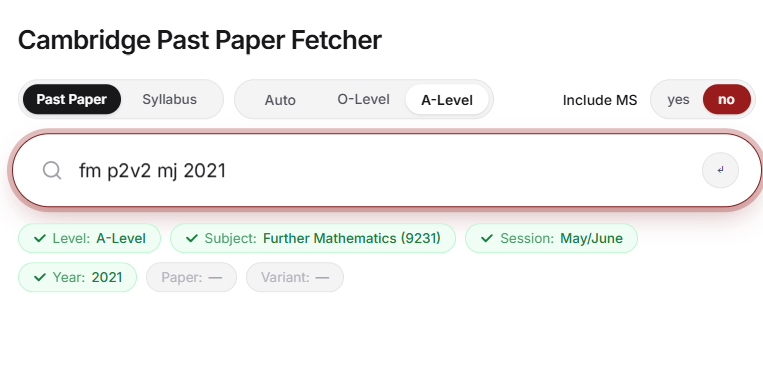 Cambridge Past Paper Fetcher
Past Paper Syllabus Auto O-Level A-Level Include MS yes no
fm p2v2 mj 2021
Level: A-Level Subject: Further Mathematics (9231) Session: May/June
Year: 2021 Paper: — Variant: —